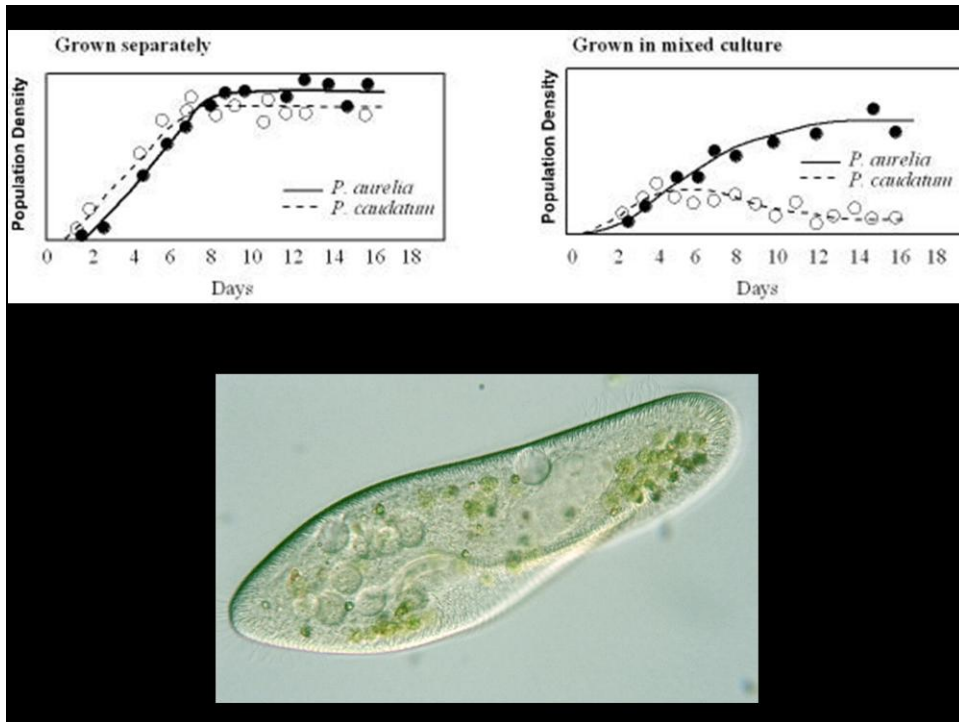 Grown separately
Population Density
P. aurelia
P. caudatum
0 2 4 6 8 10 12 14 16 18
Days
Grown in mixed culture
Population Density
P. aurelia
P. caudatum
0 2 4 6 8 10 12 14 16 18
Days